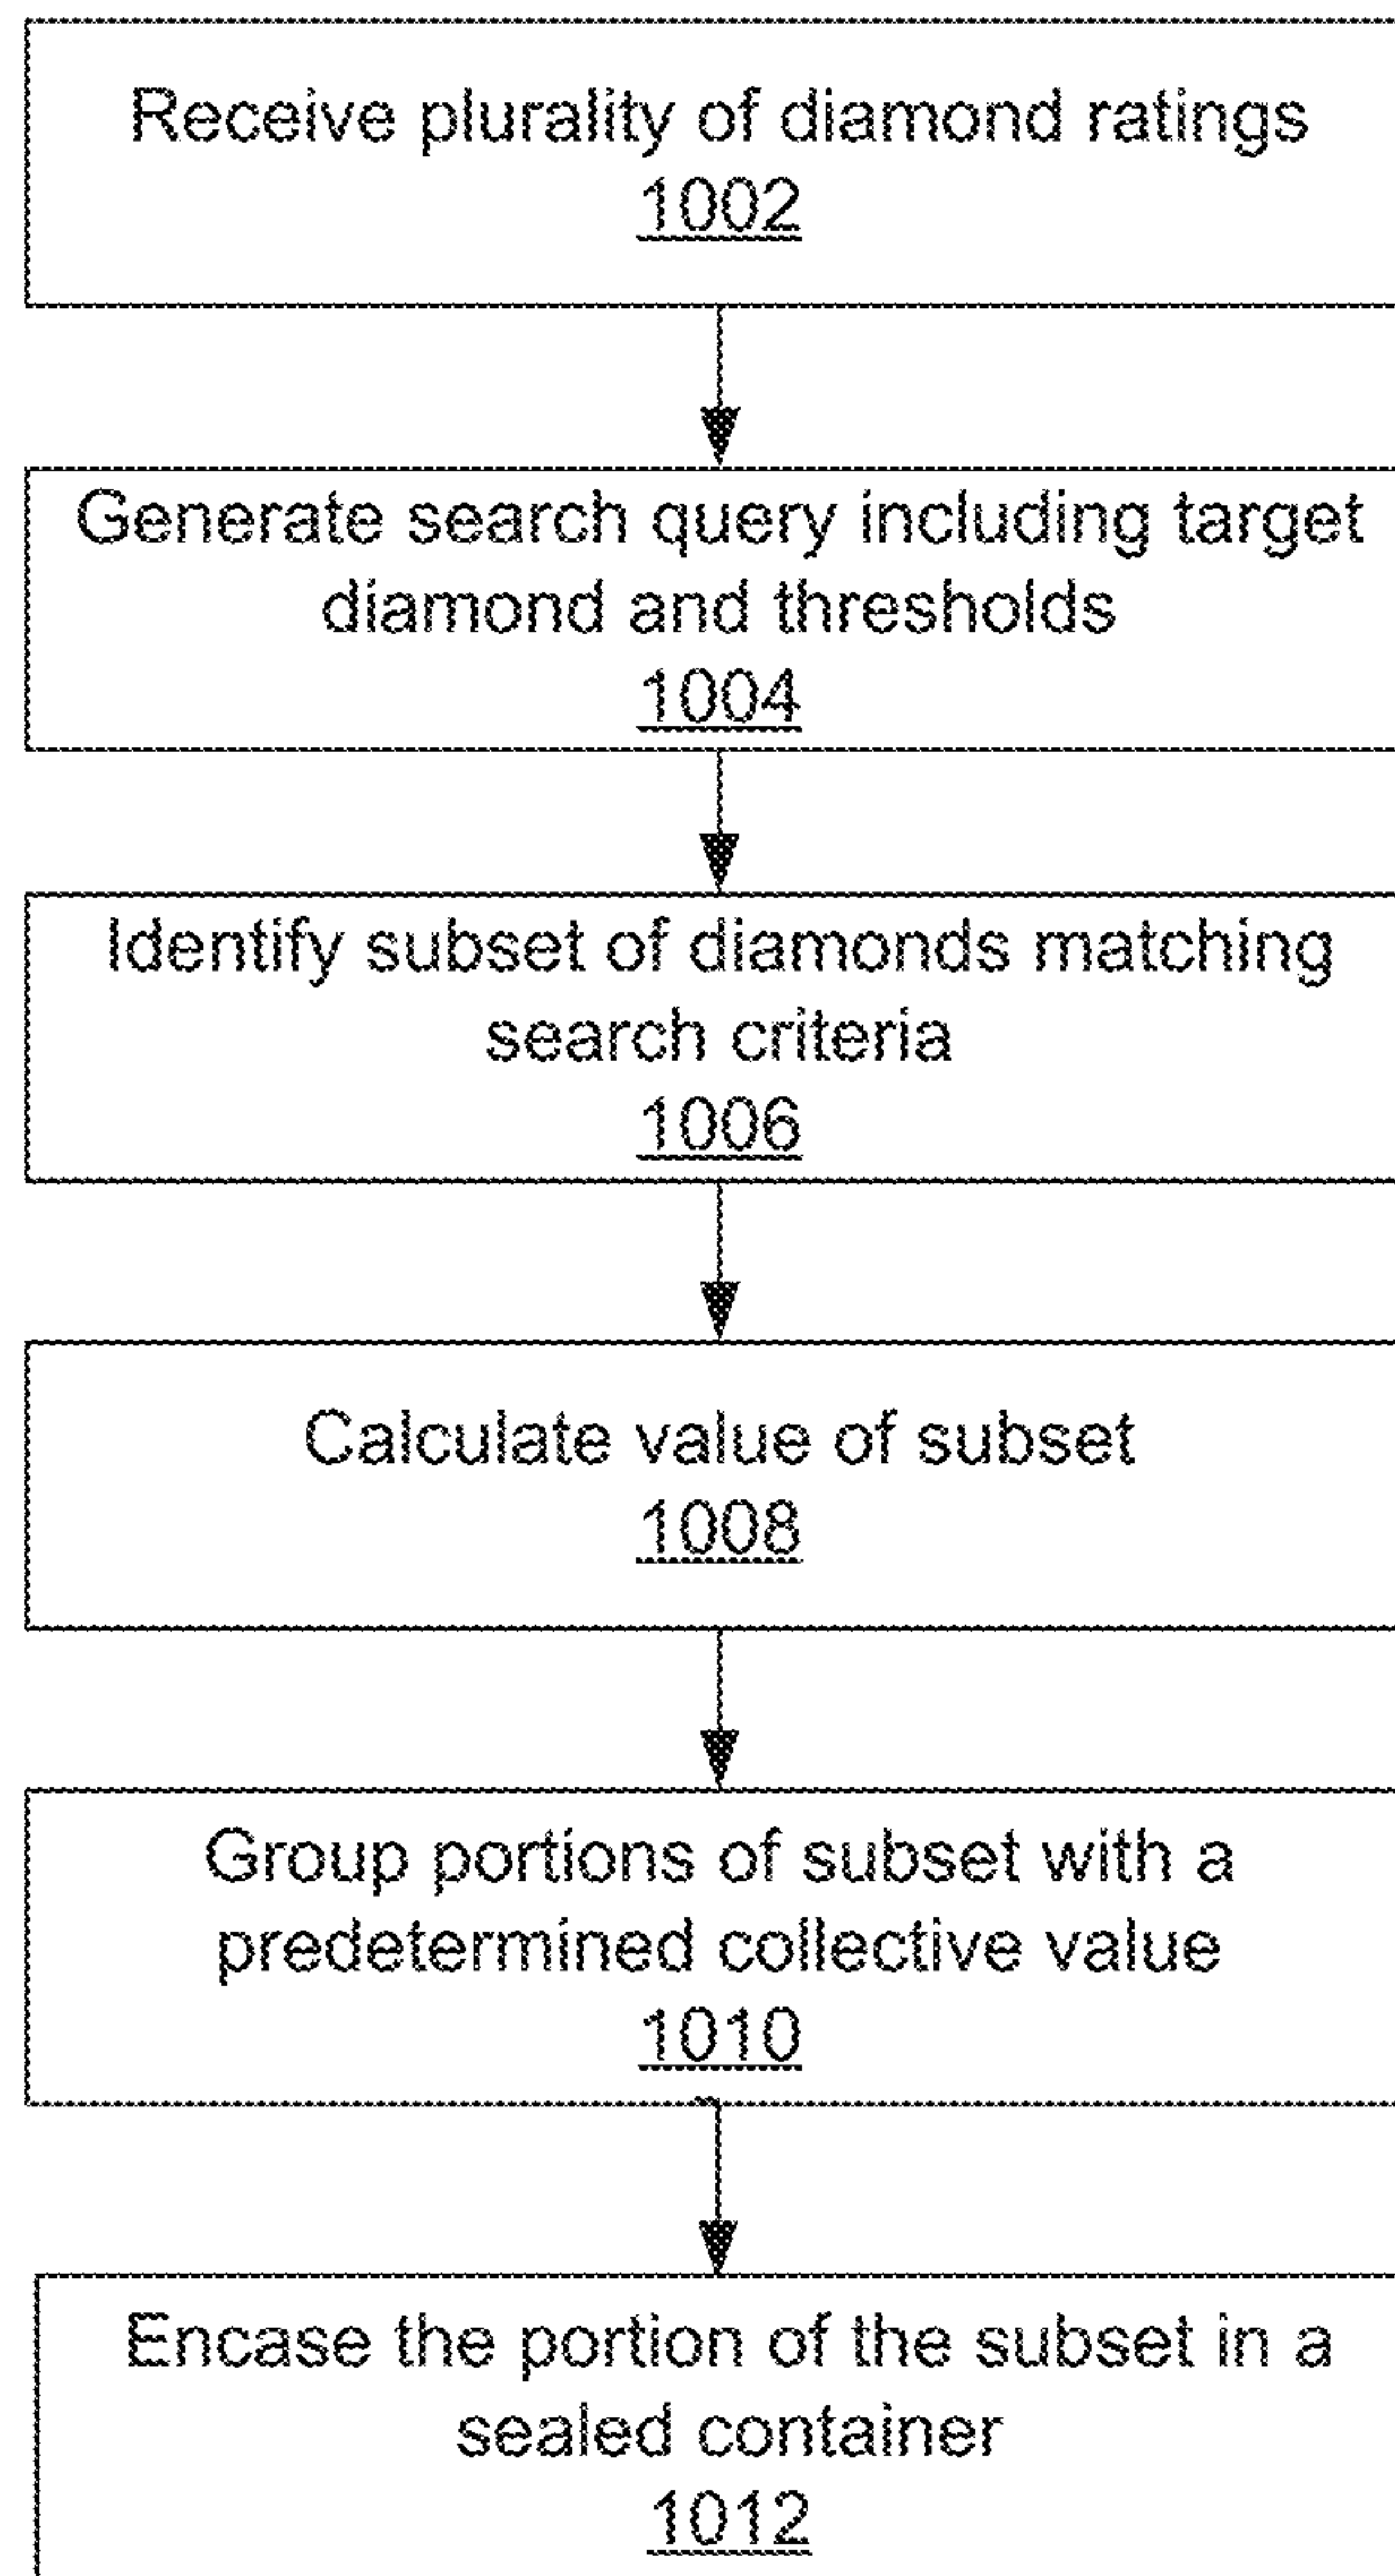 Receive plurality of diamond ratings
1002
Generate search query including target
diamond and thresholds
1004
Identify subset of diamonds matching
search criteria
1006
Calculate value of subset
1008
Group portions of subset with a
predetermined collective value
1010
Encase the portion of the subset in a
sealed container
1012